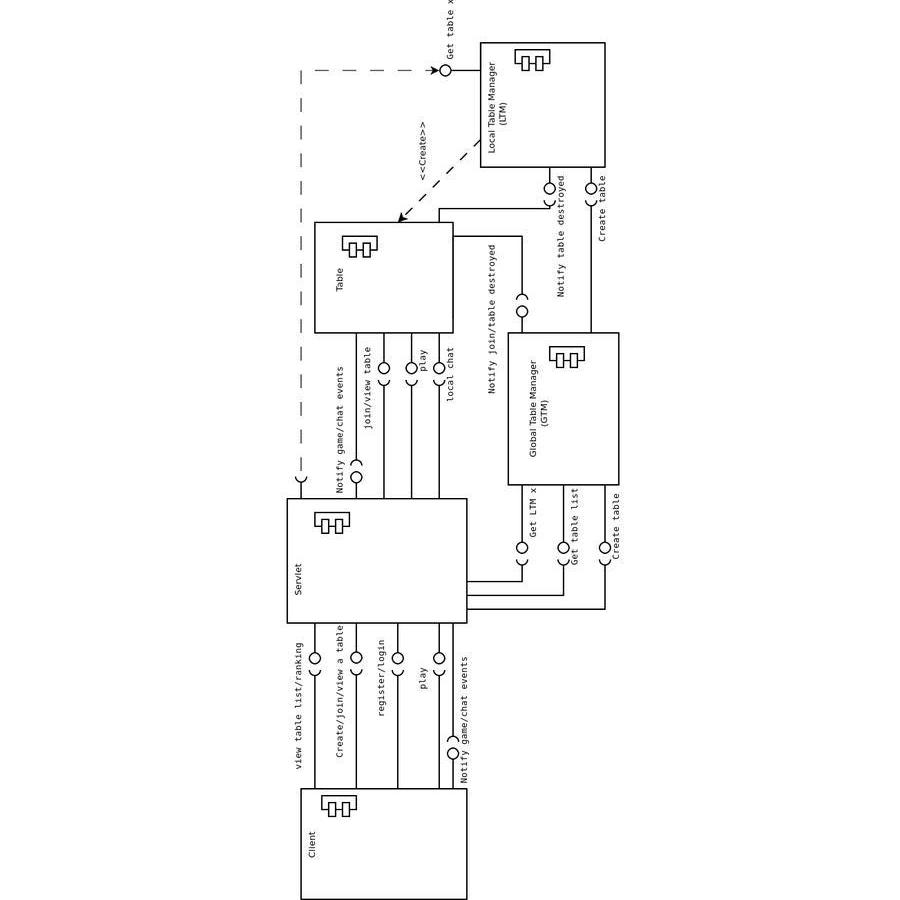 Client
view table list/ranking
Create/join/view a table
register/login
play
Notify game/chat events
Servlet
Notify game/chat events
join/view table
play
local chat
Get LTM x
Get table list
Create table
Table
Notify join/table destroyed
Global Table Manager
(GTM)
<<Create>>
Get table x
Local Table Manager
(LTM)
Notify table destroyed
Create table